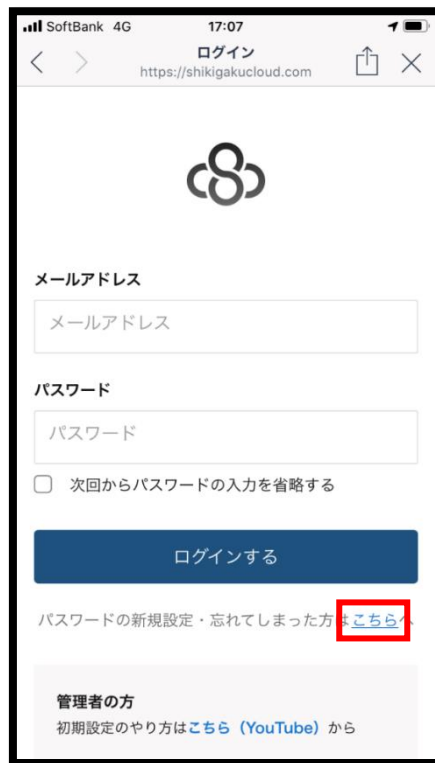 SoftBank 4G 17:07
ログイン
https://shikigakucloud.com
メールアドレス
メールアドレス
パスワード
パスワード
次回からパスワードの入力を省略する
ログインする
パスワードの新規設定・忘れてしまった方はこちらへ
管理者の方
初期設定のやり方はこちら（YouTube）から